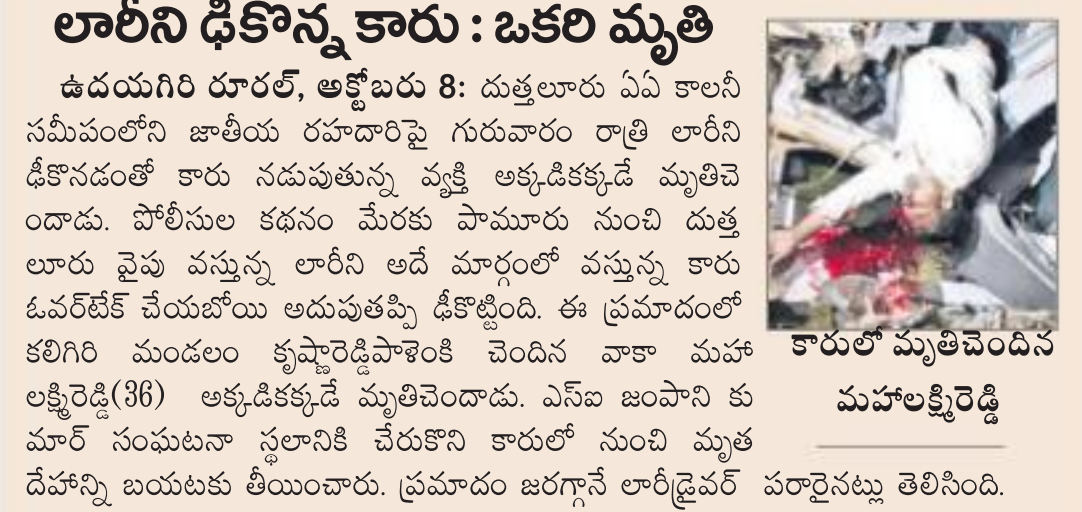 లారీని ఢీకొన్న కారు : ఒకరి మృతి
ఉదయగిరి రూరల్, అక్టోబరు 8: దుత్తలూరు ఏఏ కాలనీ
సమీపంలోని జాతీయ రహదారిపై గురువారం రాత్రి లారీని
ఢీకొనడంతో కారు నడుపుతున్న వ్యక్తి అక్కడికక్కడే మృతిచె
ందాడు. పోలీసుల కథనం మేరకు పామూరు నుంచి దుత్త
లూరు వైపు వస్తున్న లారీని అదే మార్గంలో వస్తున్న కారు
ఓవర్‌టేక్ చేయబోయి అదుపుతప్పి ఢీకొట్టింది. ఈ ప్రమాదంలో
కలిగిరి మండలం కృష్ణారెడ్డిపాళెంకి చెందిన వాకా మహా
లక్ష్మిరెడ్డి(36) అక్కడికక్కడే మృతిచెందాడు. ఎస్ఐ జంపాని కు
మార్ సంఘటనా స్థలానికి చేరుకొని కారులో నుంచి మృత
దేహాన్ని బయటకు తీయించారు. ప్రమాదం జరగ్గానే లారీడ్రైవర్ పరారైనట్లు తెలిసింది.
కారులో మృతిచెందిన
మహాలక్ష్మిరెడ్డి